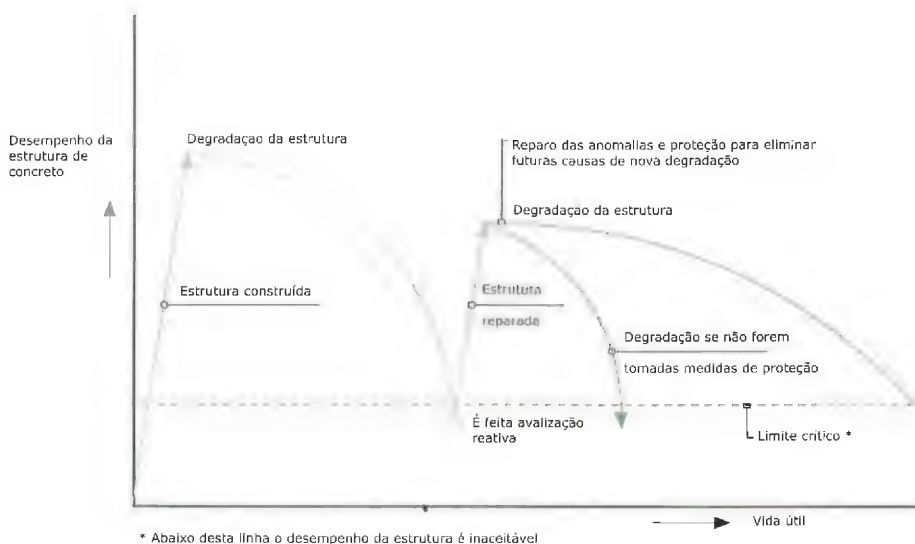 Desempenho da
estrutura de
concreto
Degradaçao da estrutura
Reparo das anomalias e proteção para eliminar
futuras causas de nova degradação
Degradaçao da estrutura
Estrutura construída
Estrutura
reparada
Degradação se não forem
tomadas medidas de proteção
É feita avalização
reativa
Limite crítico *
Vida útil
* Abaixo desta linha o desempenho da estrutura é inaceitável